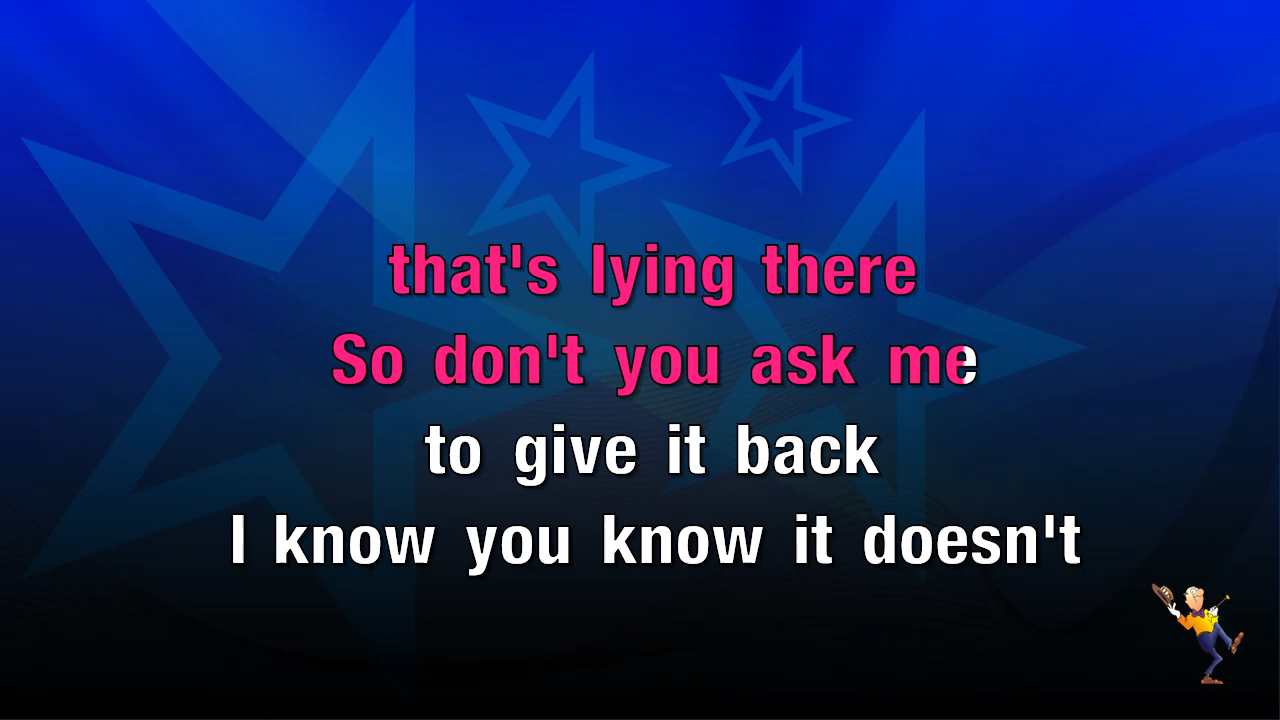 that's lying there
So don't you ask me
to give it back
I know you know it doesn't